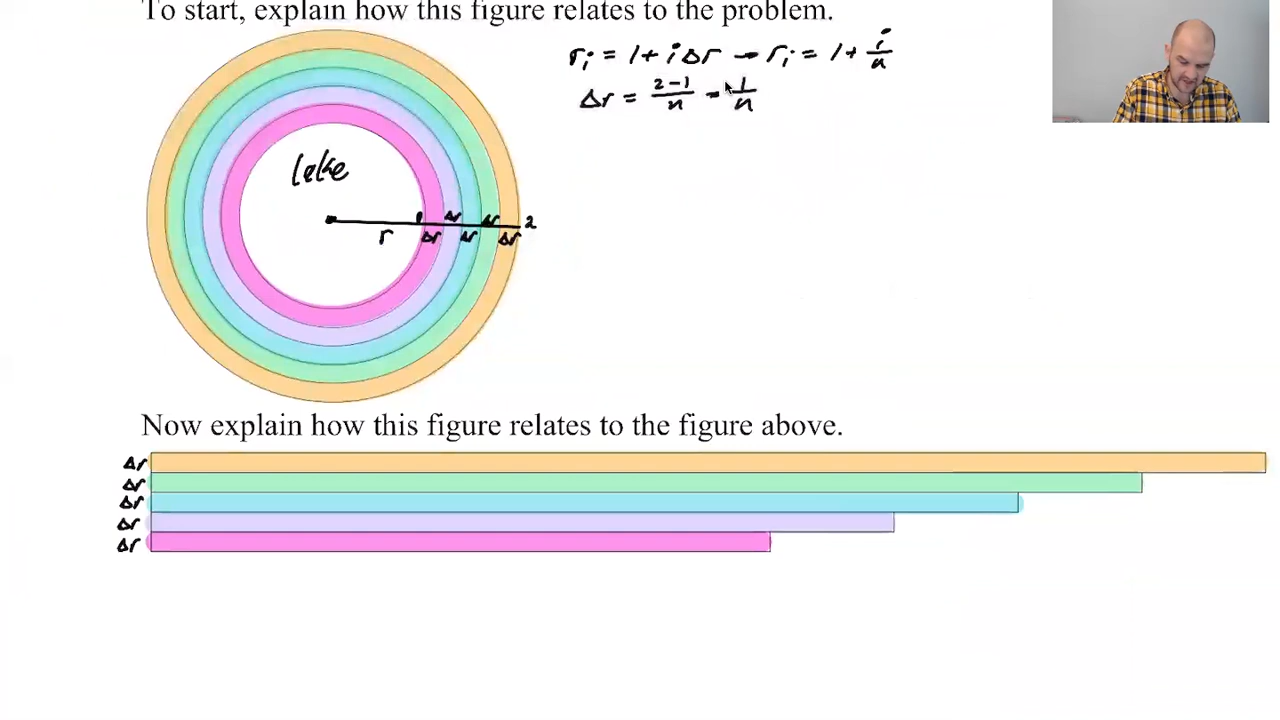 To start, explain how this figure relates to the problem.
rᵢ = 1 + iΔr → rᵢ = 1 + i/n
Δr = (2-1)/n = 1/n
lake
1 Δr Δr 2
r Δr Δr Δr
Now explain how this figure relates to the figure above.
Δr
Δr
Δr
Δr
Δr